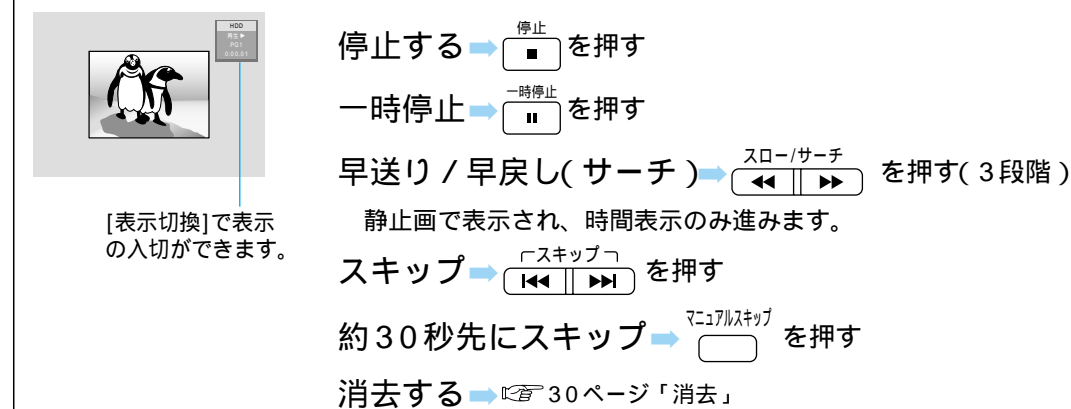 HDD
再生 ▶
PG1
0:00.01
[表示切換]で表示
の入切ができます。
停止する➡ 停止 ■ を押す
一時停止➡ 一時停止 ⏸ を押す
早送り / 早戻し( サーチ )➡ スロー/サーチ ◀◀ ▶▶ を押す( 3段階 )
静止画で表示され、時間表示のみ進みます。
スキップ➡ スキップ ⏮ ⏭ を押す
約30秒先にスキップ➡ マニュアルスキップ を押す
消去する➡☞30ページ「消去」